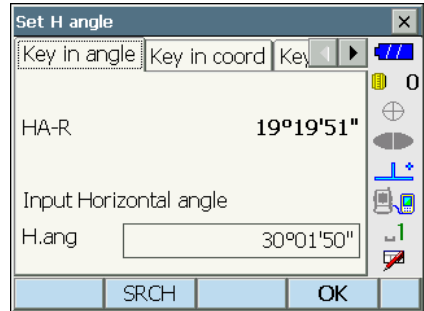 Set H angle
Key in angle Key in coord Key
0
HA-R 19°19'51"
Input Horizontal angle
H.ang 30°01'50"
1
SRCH OK